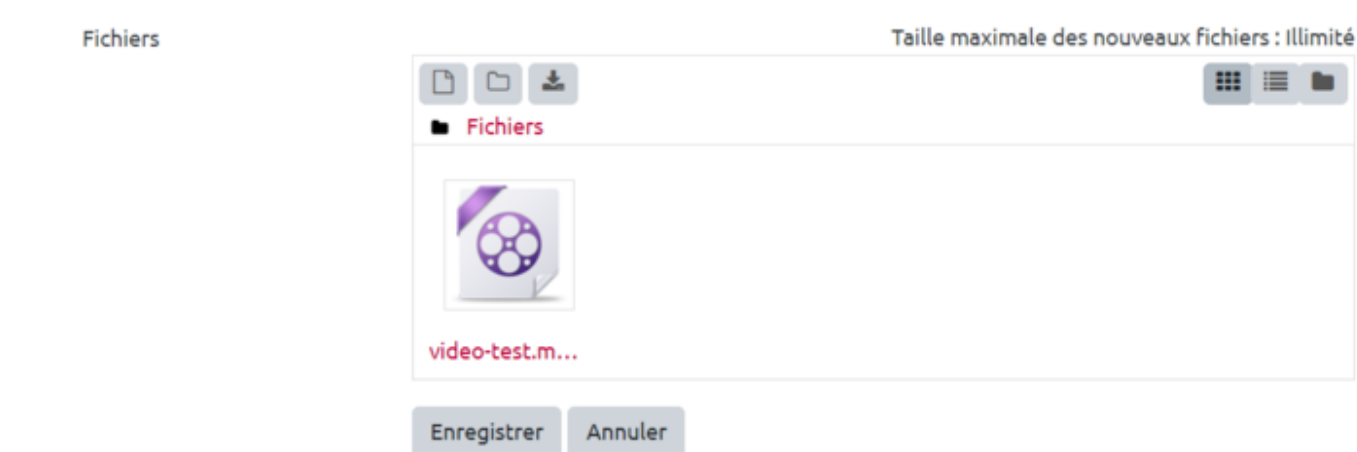 Fichiers
Taille maximale des nouveaux fichiers : Illimité
Fichiers
video-test.m...
Enregistrer
Annuler